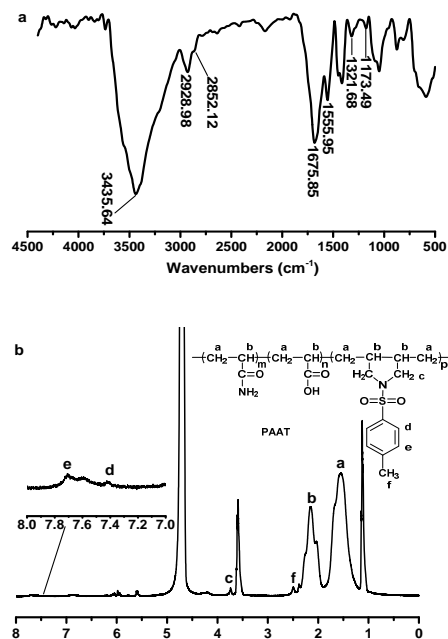 a
3435.64
2928.98
2852.12
1675.85
1555.95
1321.68
1173.49
4500 4000 3500 3000 2500 2000 1500 1000 500
Wavenumbers (cm-1)
b
a b a b a b b a
CH2 CH m CH2 CH n CH2 CH CH CH2 p
C=O C=O H2C CH2 c
NH2 OH N
O=S=O
d
e
CH3
f
PAAT
e d
8.0 7.8 7.6 7.4 7.2 7.0
c f b a
8 7 6 5 4 3 2 1 0